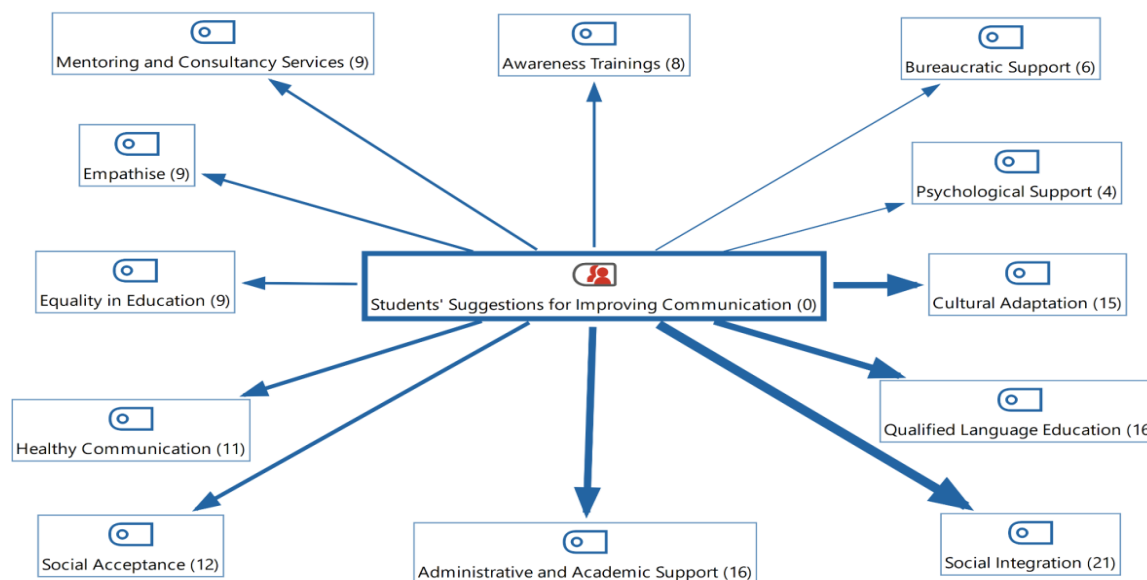 Mentoring and Consultancy Services (9)
Awareness Trainings (8)
Bureaucratic Support (6)
Empathise (9)
Psychological Support (4)
Equality in Education (9)
Students' Suggestions for Improving Communication (0)
Cultural Adaptation (15)
Healthy Communication (11)
Qualified Language Education (16
Social Acceptance (12)
Administrative and Academic Support (16)
Social Integration (21)